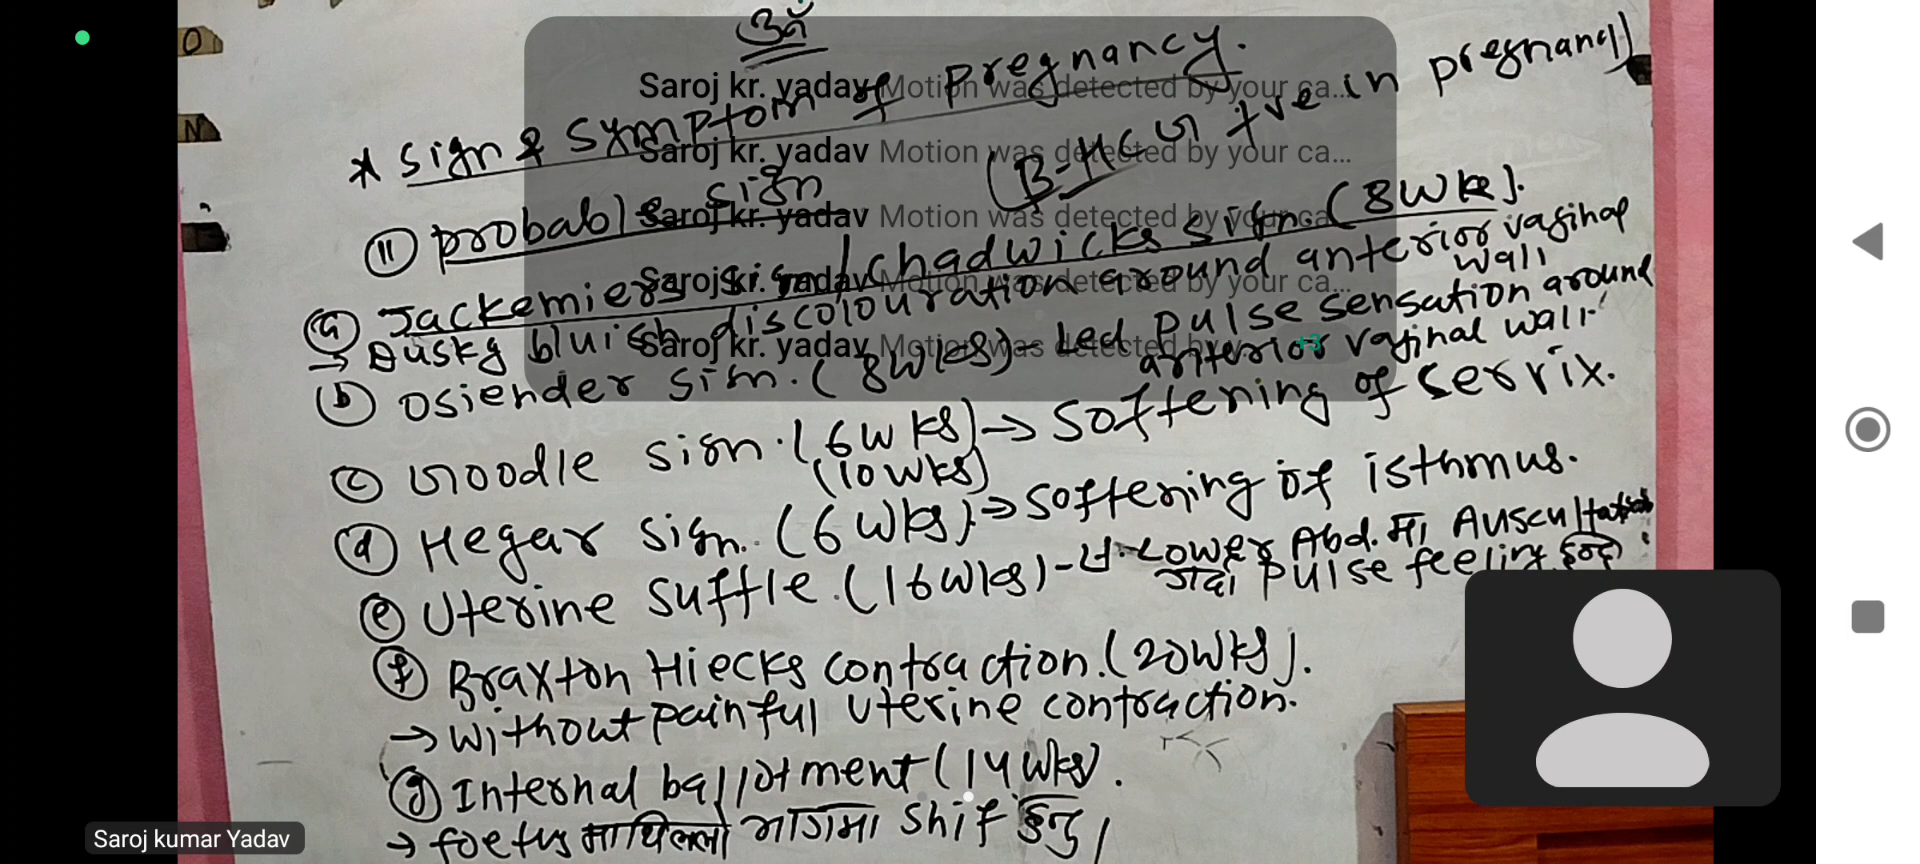 ॐ
* Sign & Symptom of pregnancy.
(II) probable sign
(B-HCG +ve in pregnancy)
(a) Jackemiers sign / chadwicks sign. (8wk).
→ Dusky bluish discolouration around anterior vaginal wall
(b) Osiender sign. (8wks) - Led pulse sensation around anterior vaginal wall.
(c) Goodle sign. (6wks) → Softening of servix.
(10wks)
(d) Hegar sign. (6wks). → softening of isthmus.
(e) Uterine suffle. (16wks) - Lower Abd. मा Auscultation
गर्दा pulse feeling हुनु
(f) Braxton Hiecks contraction. (20wks).
→ without painful uterine contraction.
(g) Internal ballotment (14wks).
→ foetus माथिल्लो भागमा shift हुनु।
O
N
Saroj kr. yadav Motion was detected by your ca...
Saroj kr. yadav Motion was detected by your ca...
Saroj kr. yadav Motion was detected by your ca...
Saroj kr. yadav Motion was detected by your ca...
Saroj kr. yadav Motion was detected by y...
+3
Saroj kumar Yadav